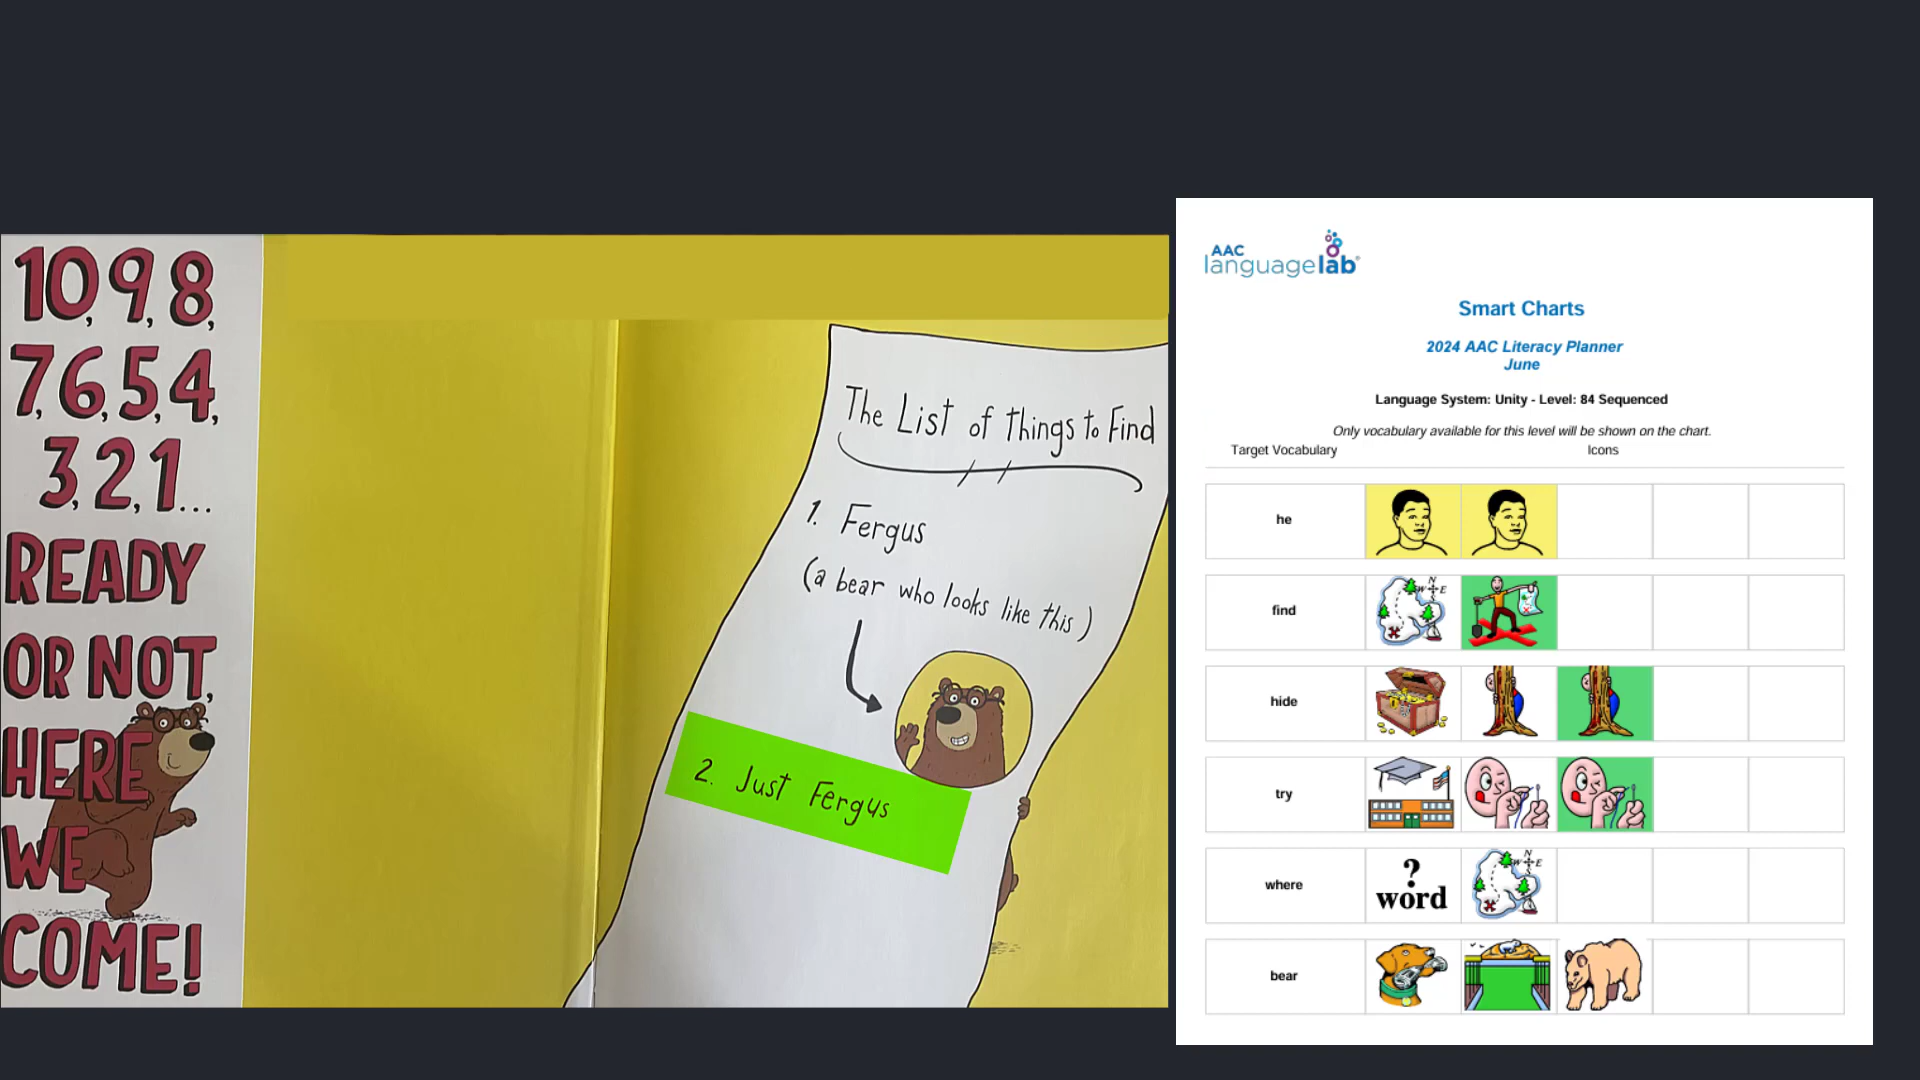 10, 9, 8,
7, 6, 5, 4,
3, 2, 1...
READY
OR NOT,
HERE
WE
COME!
The List of Things to Find
1. Fergus
(a bear who looks like this)
2. Just Fergus
AAC
languagelab®
Smart Charts
2024 AAC Literacy Planner
June
Language System: Unity - Level: 84 Sequenced
Only vocabulary available for this level will be shown on the chart.
Target Vocabulary Icons
he
find
N
W E
hide
try
where
?
word
N
W E
bear